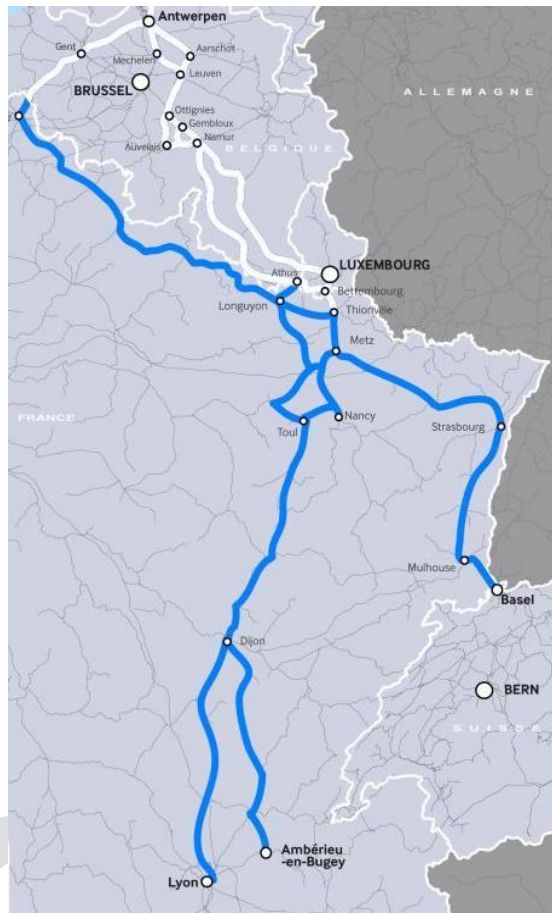 Antwerpen
Gent
Mechelen
Aarschot
Leuven
BRUSSEL
ALLEMAGNE
Ottignies
Gembloux
Auvelais
Namur
BELGIQUE
LUXEMBOURG
Athus
Bettembourg
Longuyon
Thionville
Metz
FRANCE
Toul
Nancy
Strasbourg
Mulhouse
Basel
Dijon
BERN
SUISSE
Ambérieu
-en-Bugey
Lyon